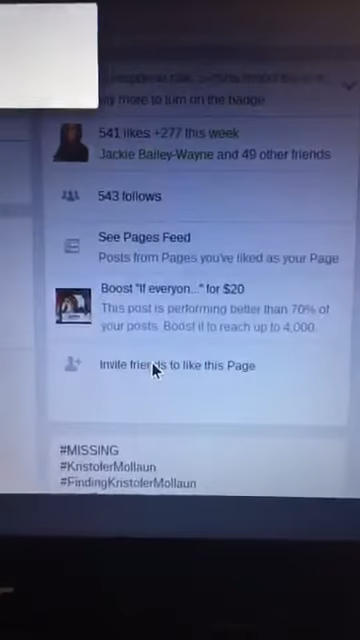 more to turn on the badge
541 likes +277 this week
Jackie Bailey-Wayne and 49 other friends
543 follows
See Pages Feed
Posts from Pages you've liked as your Page
Boost "If everyon..." for $20
This post is performing better than 70% of
your posts. Boost it to reach up to 4,000.
Invite friends to like this Page
#MISSING
#KristoferMollaun
#FindingKristoferMollaun